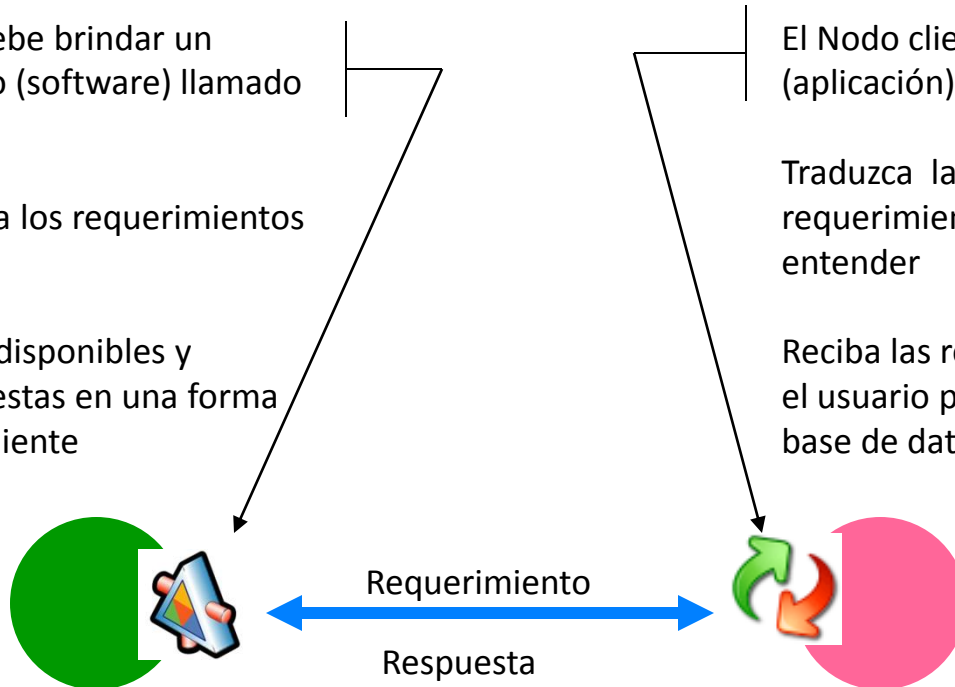 ebe brindar un
o (software) llamado
a los requerimientos
disponibles y
estas en una forma
iente
El Nodo clie
(aplicación)
Traduzca la
requerimien
entender
Reciba las re
el usuario p
base de dat
Requerimiento
Respuesta